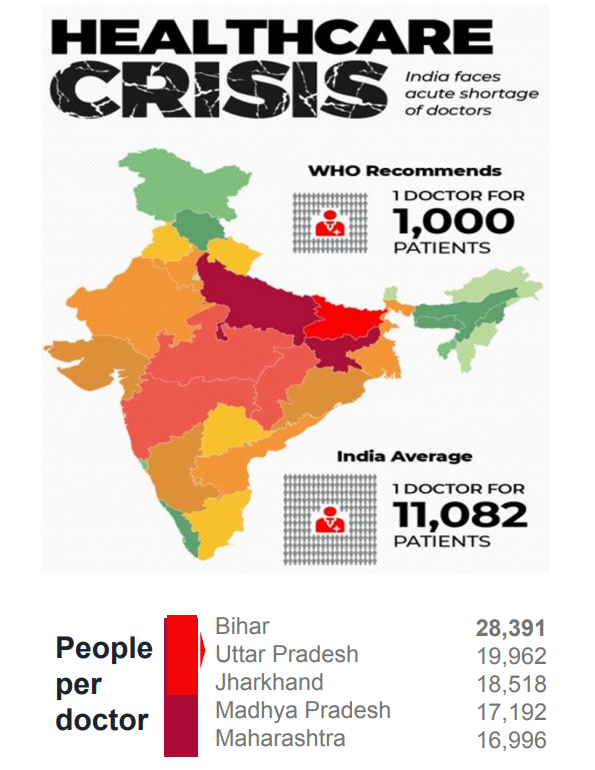 HEALTHCARE
CRISIS
India faces
acute shortage
of doctors
WHO Recommends
1 DOCTOR FOR
1,000
PATIENTS
India Average
1 DOCTOR FOR
11,082
PATIENTS
People
per
doctor
Bihar 28,391
Uttar Pradesh 19,962
Jharkhand 18,518
Madhya Pradesh 17,192
Maharashtra 16,996